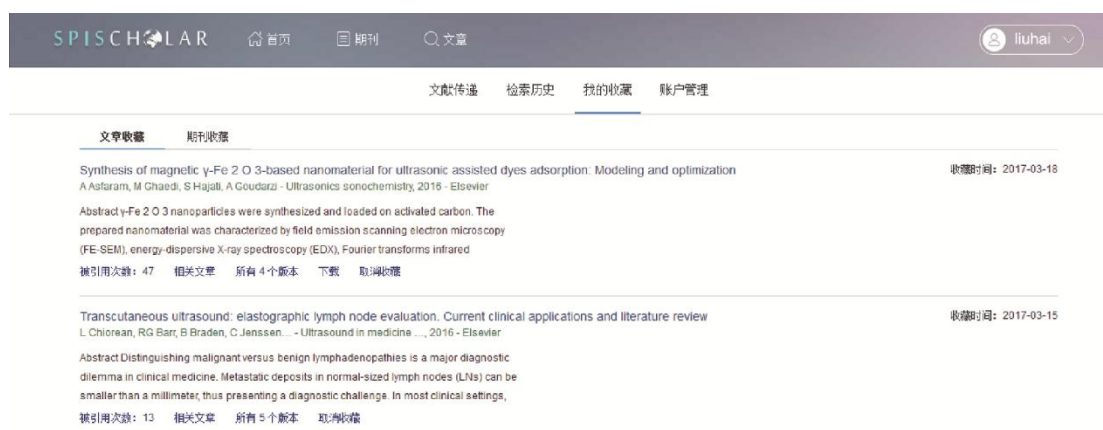 SPISCHOLAR 首页 期刊 文章 liuhai
文献传递 检索历史 我的收藏 账户管理
文章收藏 期刊收藏
Synthesis of magnetic γ-Fe 2 O 3-based nanomaterial for ultrasonic assisted dyes adsorption: Modeling and optimization 收藏时间：2017-03-18
A Asfaram, M Ghaedi, S Hajati, A Goudarzi - Ultrasonics sonochemistry, 2016 - Elsevier
Abstract γ-Fe 2 O 3 nanoparticles were synthesized and loaded on activated carbon. The
prepared nanomaterial was characterized by field emission scanning electron microscopy
(FE-SEM), energy-dispersive X-ray spectroscopy (EDX), Fourier transforms infrared
被引用次数：47 相关文章 所有 4 个版本 下载 取消收藏
Transcutaneous ultrasound: elastographic lymph node evaluation. Current clinical applications and literature review 收藏时间：2017-03-15
L Chiorean, RG Barr, B Braden, C Jenssen... - Ultrasound in medicine ..., 2016 - Elsevier
Abstract Distinguishing malignant versus benign lymphadenopathies is a major diagnostic
dilemma in clinical medicine. Metastatic deposits in normal-sized lymph nodes (LNs) can be
smaller than a millimeter, thus presenting a diagnostic challenge. In most clinical settings,
被引用次数：13 相关文章 所有 5 个版本 取消收藏